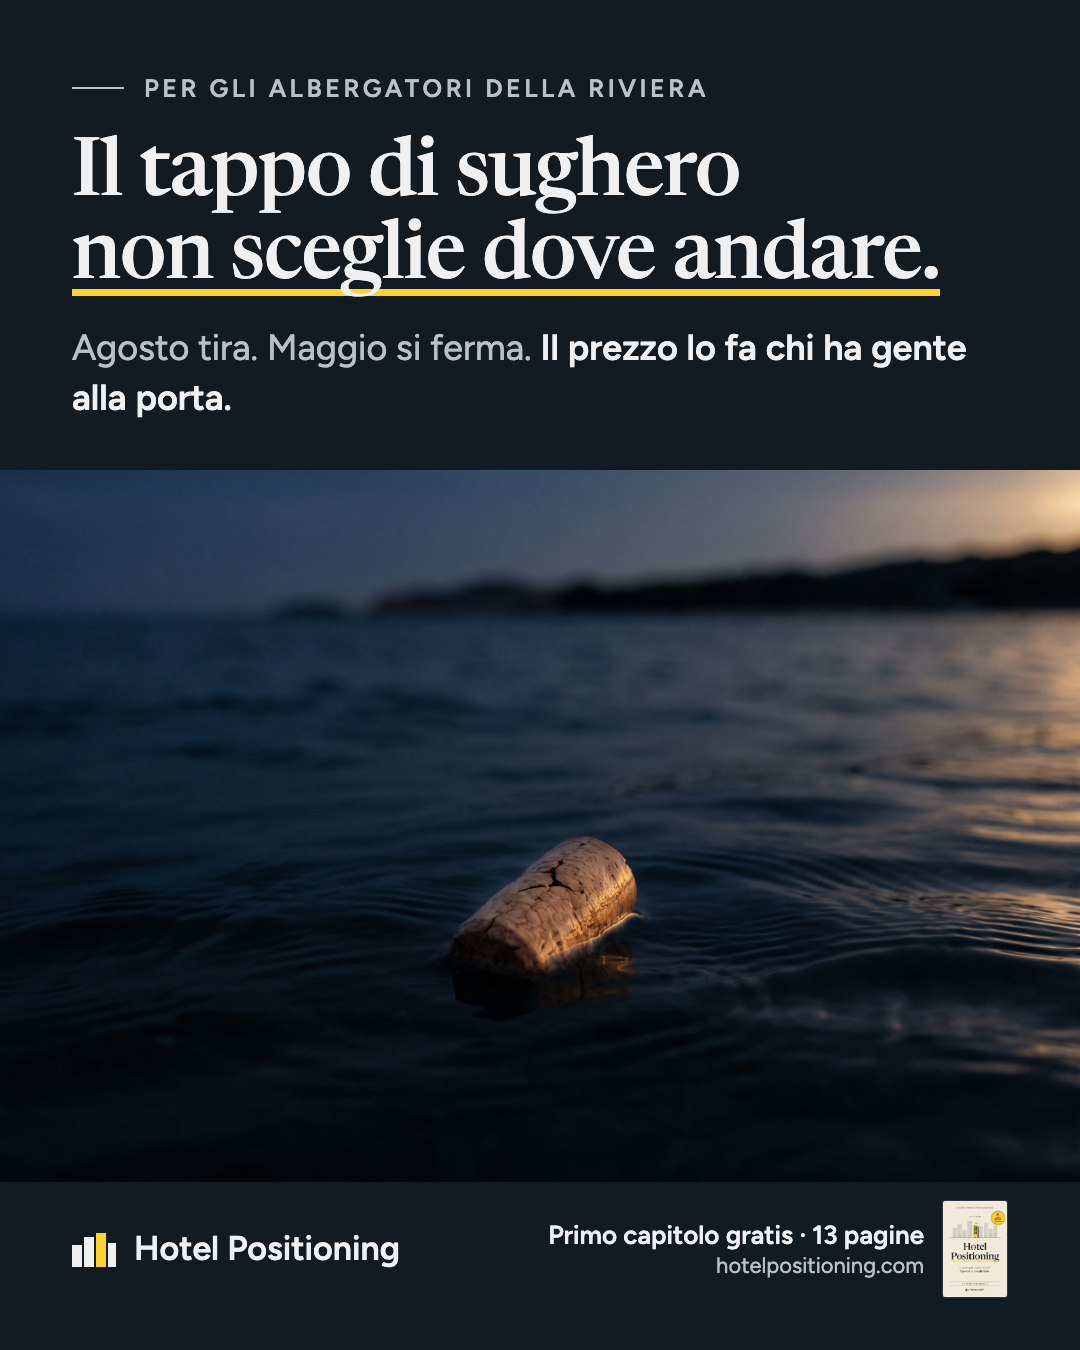 PER GLI ALBERGATORI DELLA RIVIERA
Il tappo di sughero
non sceglie dove andare.
Agosto tira. Maggio si ferma. Il prezzo lo fa chi ha gente
alla porta.
Hotel Positioning
Primo capitolo gratis · 13 pagine
hotelpositioning.com
Hotel
Positioning